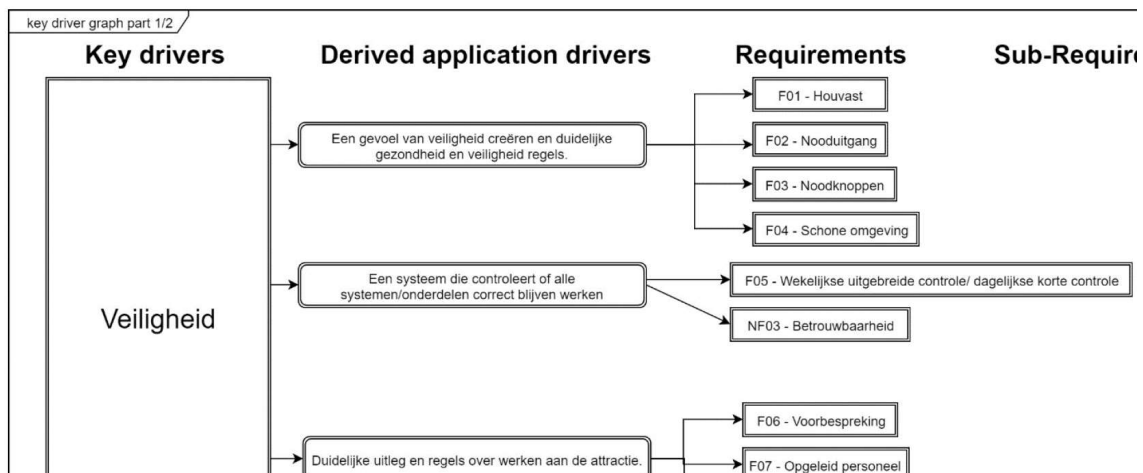 key driver graph part 1/2
Key drivers
Derived application drivers
Requirements
Sub-Require
Veiligheid
Een gevoel van veiligheid creëren en duidelijke
gezondheid en veiligheid regels.
F01 - Houvast
F02 - Nooduitgang
F03 - Noodknoppen
F04 - Schone omgeving
Een systeem die controleert of alle
systemen/onderdelen correct blijven werken
F05 - Wekelijkse uitgebreide controle/ dagelijkse korte controle
NF03 - Betrouwbaarheid
Duidelijke uitleg en regels over werken aan de attractie.
F06 - Voorbespreking
F07 - Opgeleid personeel